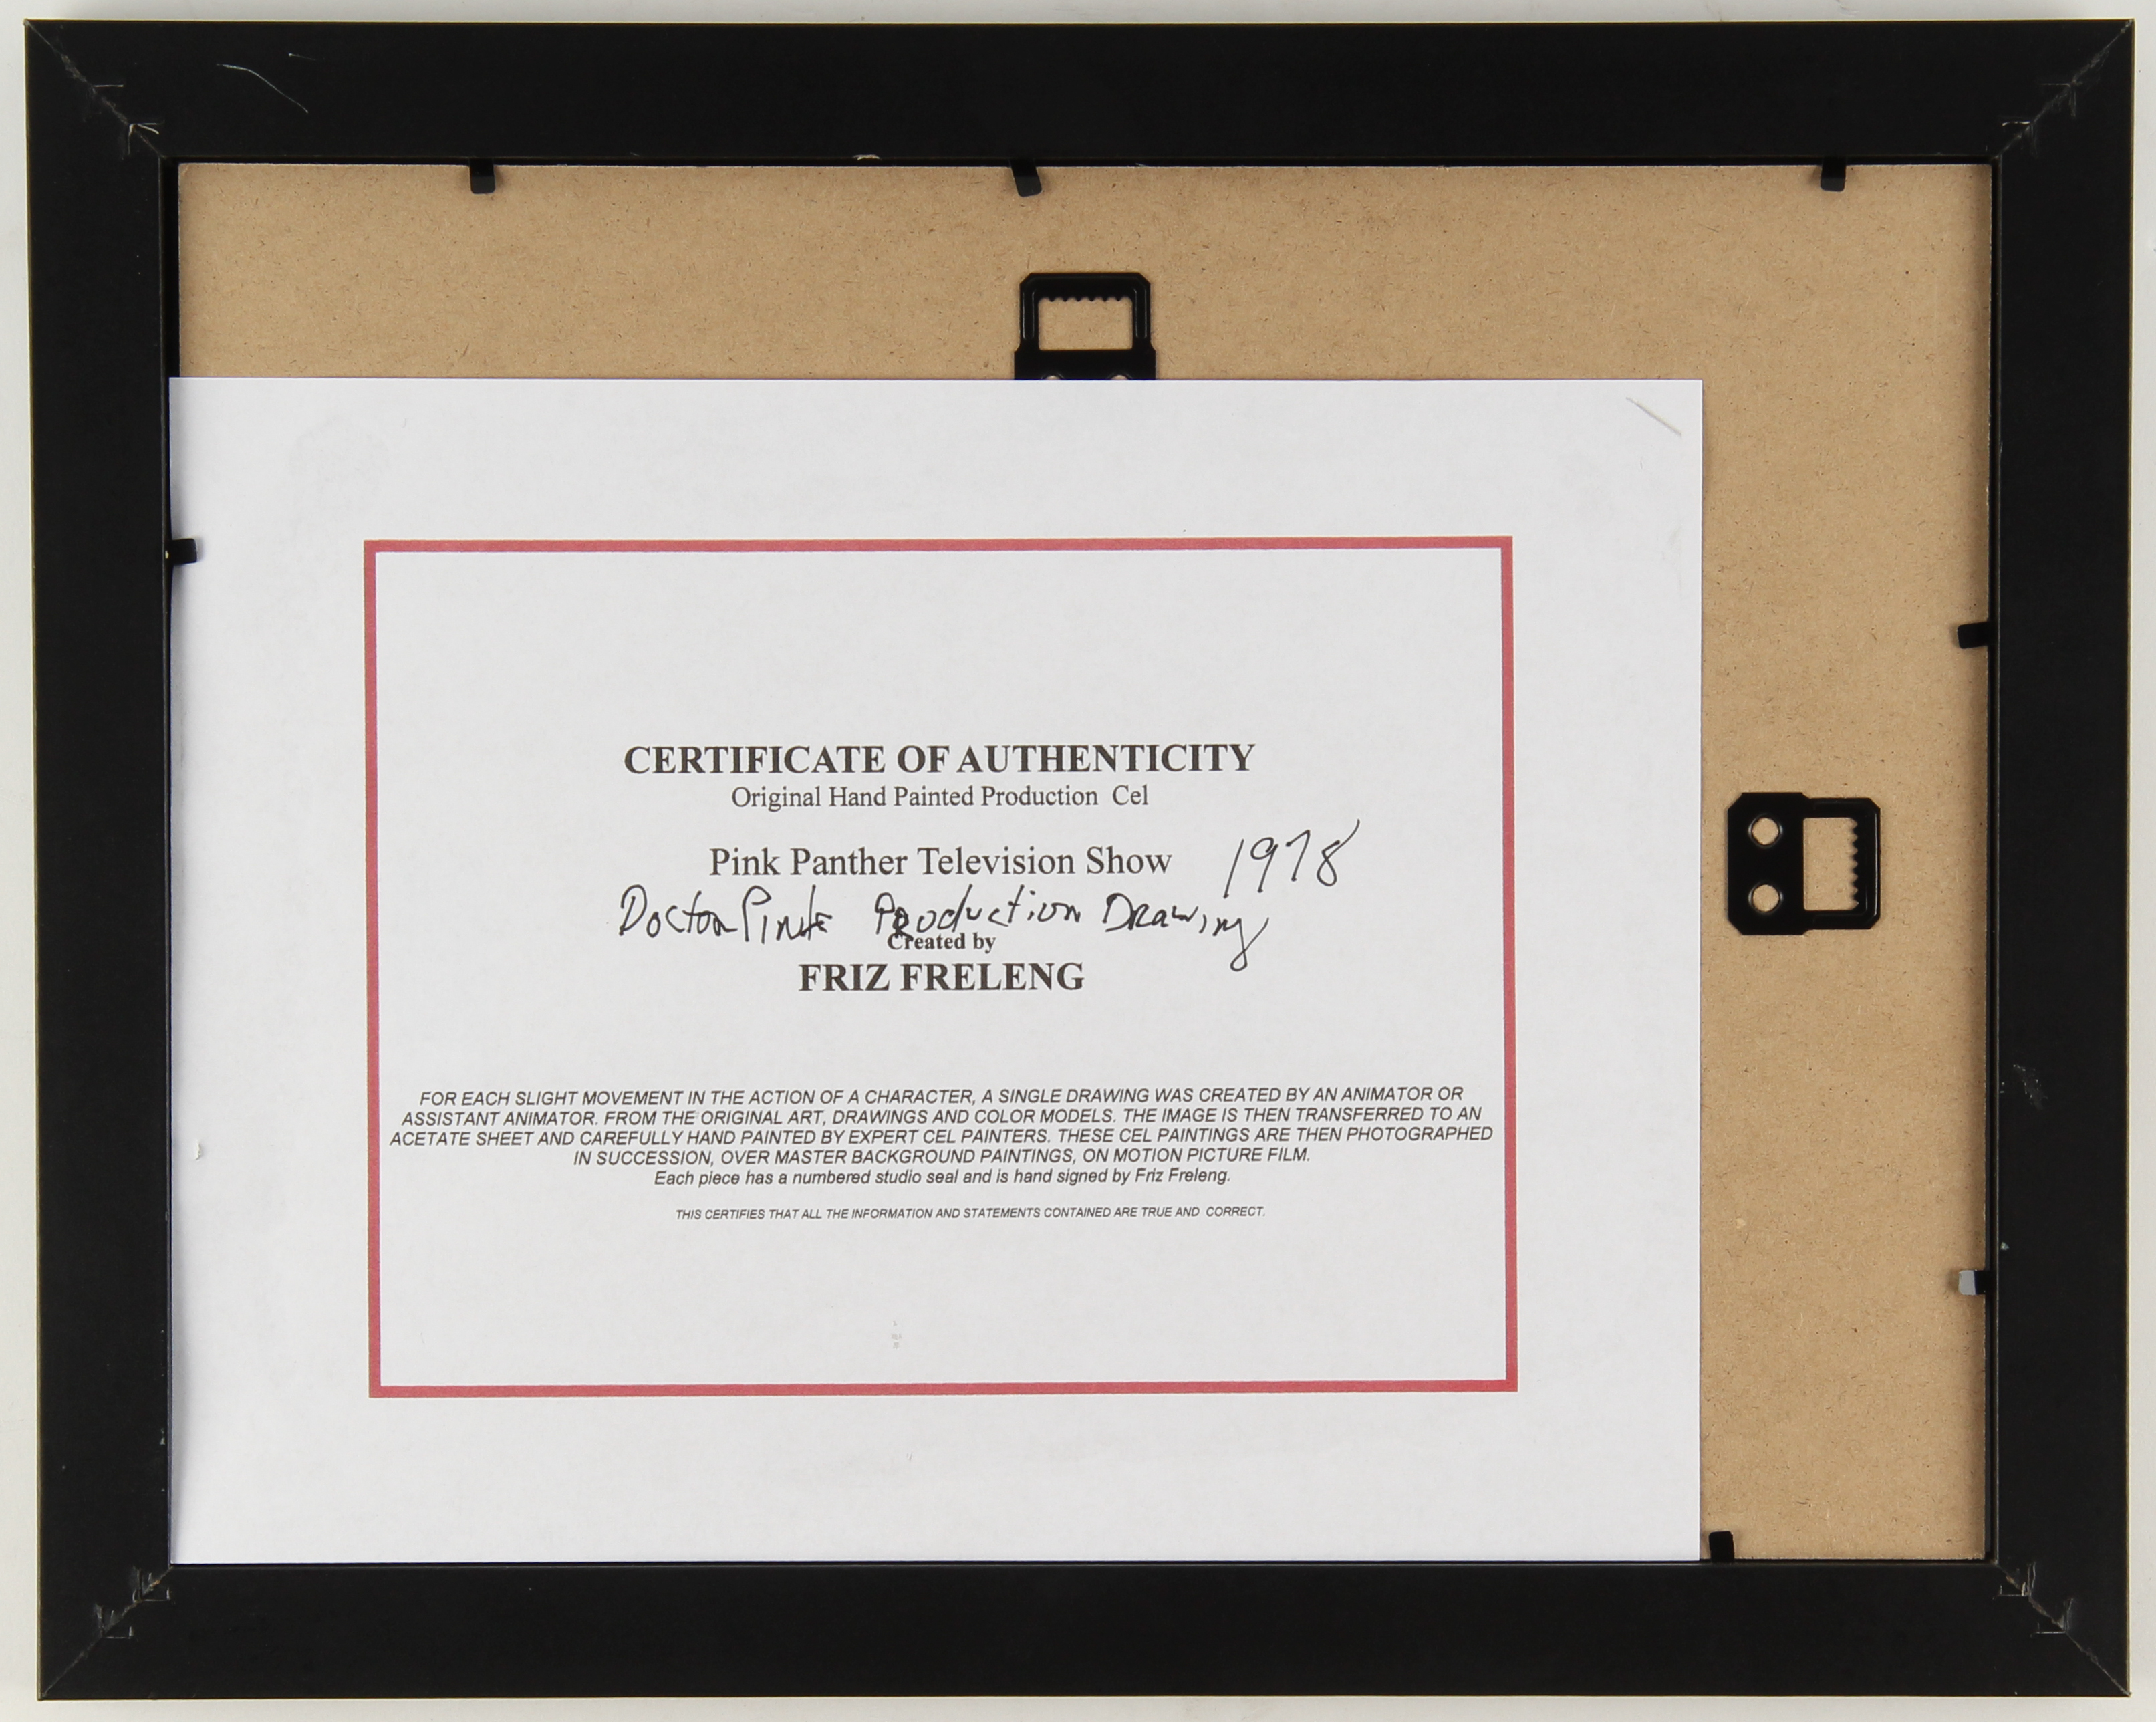 CERTIFICATE OF AUTHENTICITY
Original Hand Painted Production Cel
Pink Panther Television Show 1978
Doctor Pink Production Drawing
Created by
FRIZ FRELENG
FOR EACH SLIGHT MOVEMENT IN THE ACTION OF A CHARACTER, A SINGLE DRAWING WAS CREATED BY AN ANIMATOR OR
ASSISTANT ANIMATOR. FROM THE ORIGINAL ART, DRAWINGS AND COLOR MODELS. THE IMAGE IS THEN TRANSFERRED TO AN
ACETATE SHEET AND CAREFULLY HAND PAINTED BY EXPERT CEL PAINTERS. THESE CEL PAINTINGS ARE THEN PHOTOGRAPHED
IN SUCCESSION, OVER MASTER BACKGROUND PAINTINGS, ON MOTION PICTURE FILM.
Each piece has a numbered studio seal and is hand signed by Friz Freleng.
THIS CERTIFIES THAT ALL THE INFORMATION AND STATEMENTS CONTAINED ARE TRUE AND CORRECT.